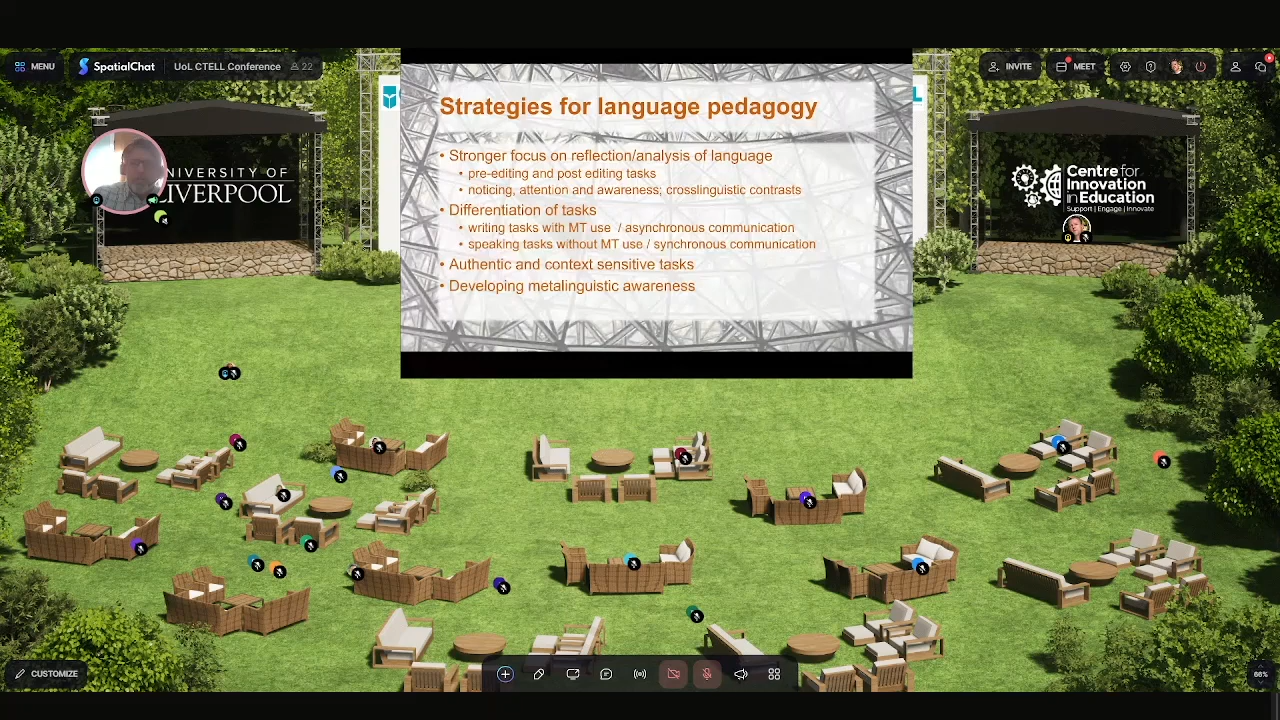 MENU
SpatialChat
UoL CTELL Conference
22
INVITE
MEET
Strategies for language pedagogy
• Stronger focus on reflection/analysis of language
• pre-editing and post editing tasks
• noticing, attention and awareness; crosslinguistic contrasts
• Differentiation of tasks
• writing tasks with MT use / asynchronous communication
• speaking tasks without MT use / synchronous communication
• Authentic and context sensitive tasks
• Developing metalinguistic awareness
NIVERSITY OF
IVERPOOL
Centre for
Innovation
in Education
Support | Engage | Innovate
CUSTOMIZE
66%